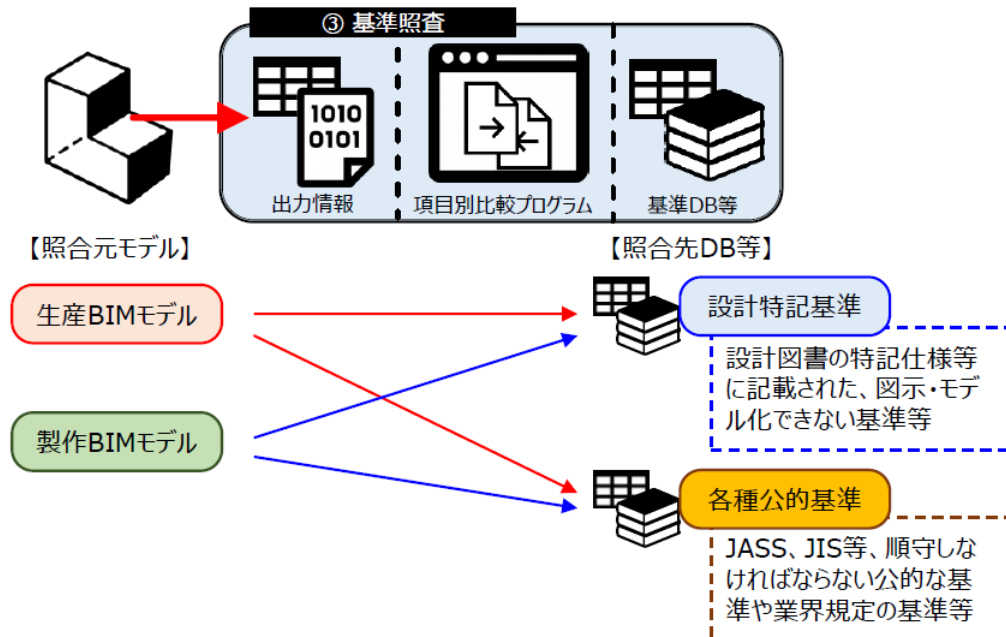 ③ 基準照査
1010
0101
出力情報
項目別比較プログラム
基準DB等
【照合元モデル】
【照合先DB等】
生産BIMモデル
製作BIMモデル
設計特記基準
設計図書の特記仕様等
に記載された、図示・モ
デル化できない基準等
各種公的基準
JASS、JIS等、順守しな
ければならない公的な基
準や業界規定の基準等